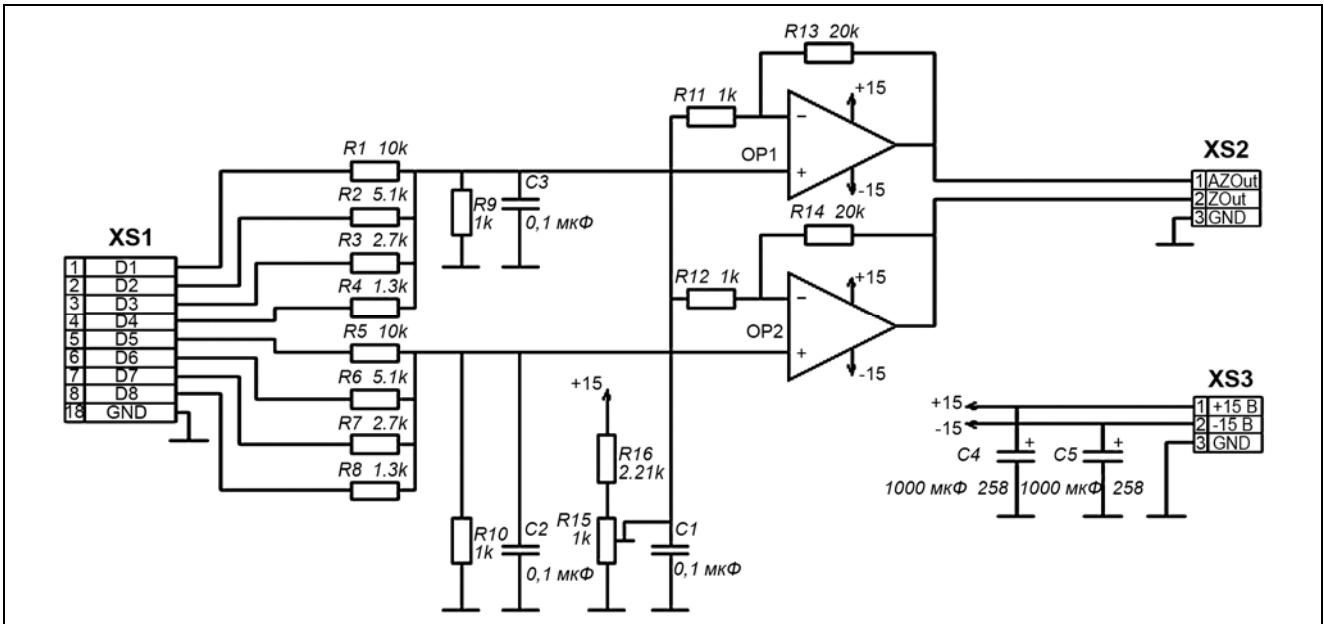 R13 20k
R11 1k
+15
−
OP1
+
-15
XS2
1 AZOut
2 ZOut
3 GND
R1 10k
R2 5.1k
R3 2.7k
R4 1.3k
R9
1k
C3
0,1 мкФ
R14 20k
R12 1k
+15
−
OP2
+
-15
XS1
1 D1
2 D2
3 D3
4 D4
5 D5
6 D6
7 D7
8 D8
18 GND
R5 10k
R6 5.1k
R7 2.7k
R8 1.3k
R10
1k
C2
0,1 мкФ
+15
R16
2.21k
R15
1k
C1
0,1 мкФ
XS3
+15
-15
1 +15 В
2 -15 В
3 GND
C4
+
C5
+
1000 мкФ 258
1000 мкФ 258